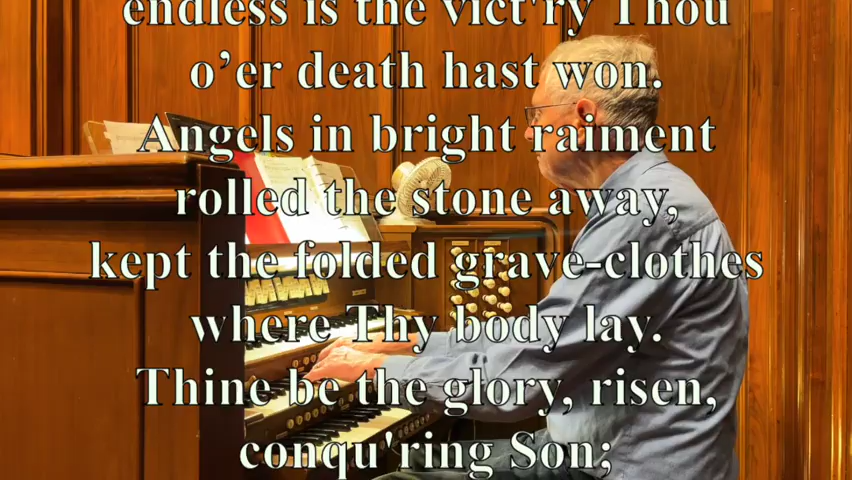 endless is the vict'ry Thou
o’er death hast won.
Angels in bright raiment
rolled the stone away,
kept the folded grave-clothes
where Thy body lay.
Thine be the glory, risen,
conqu'ring Son;